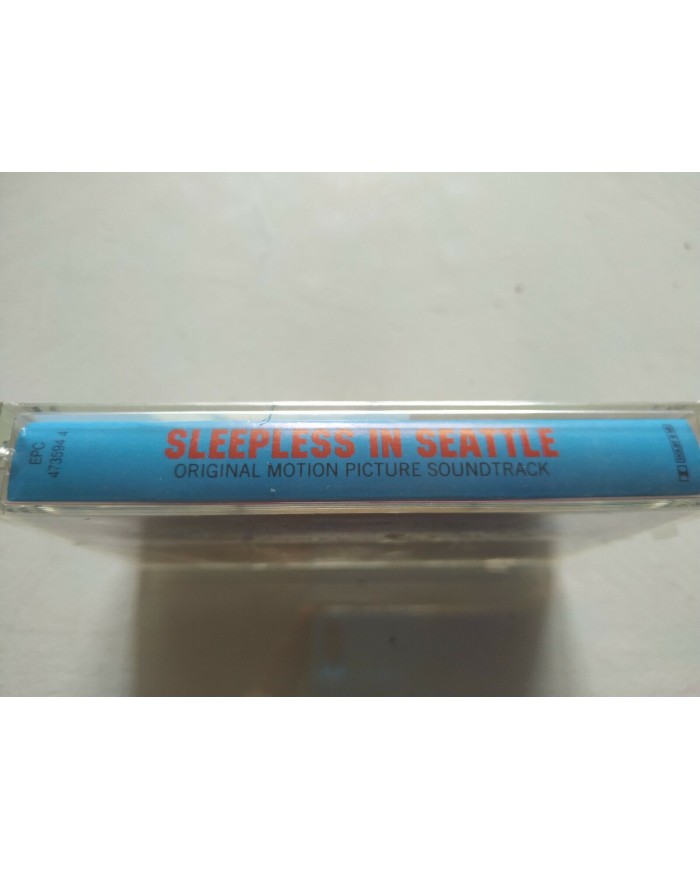 EPC
473594 4
SLEEPLESS IN SEATTLE
ORIGINAL MOTION PICTURE SOUNDTRACK